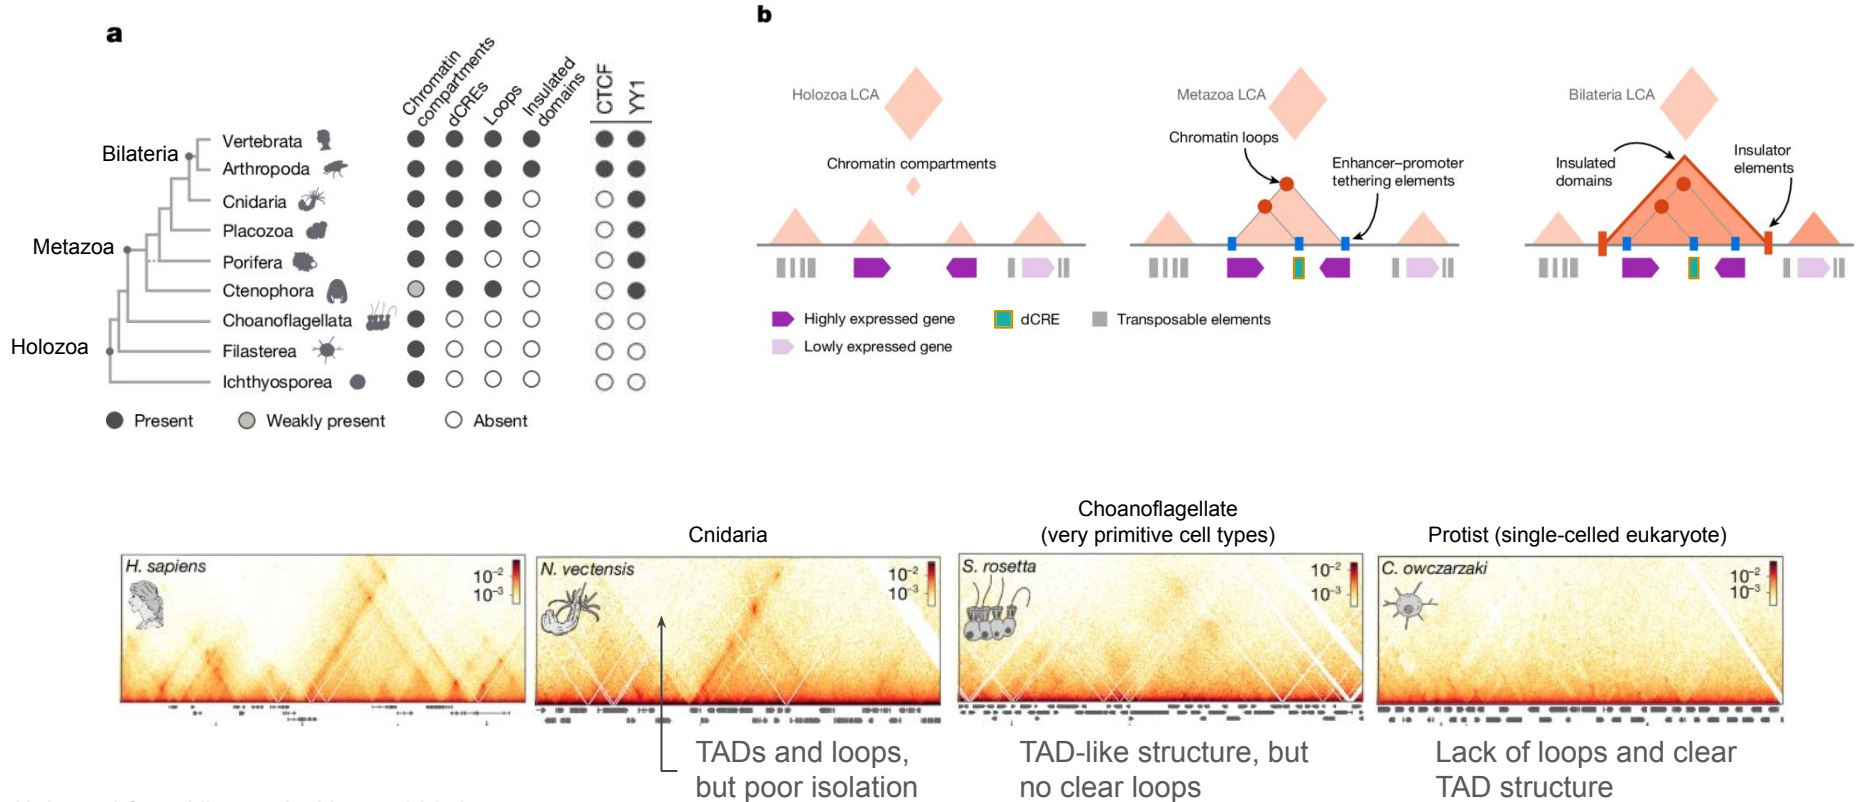 a
Chromatin
compartments
dCREs
Loops
Insulated
domains
CTCF
YY1
Bilateria
Metazoa
Holozoa
Vertebrata
Arthropoda
Cnidaria
Placozoa
Porifera
Ctenophora
Choanoflagellata
Filasterea
Ichthyosporea
Present
Weakly present
Absent
b
Holozoa LCA
Chromatin compartments
Metazoa LCA
Chromatin loops
Enhancer–promoter
tethering elements
Bilateria LCA
Insulated
domains
Insulator
elements
Highly expressed gene
dCRE
Transposable elements
Lowly expressed gene
Cnidaria
Choanoflagellate
(very primitive cell types)
Protist (single-celled eukaryote)
H. sapiens
10-2
10-3
N. vectensis
10-2
10-3
S. rosetta
10-2
10-3
C. owczarzaki
10-2
10-3
TADs and loops,
but poor isolation
TAD-like structure, but
no clear loops
Lack of loops and clear
TAD structure